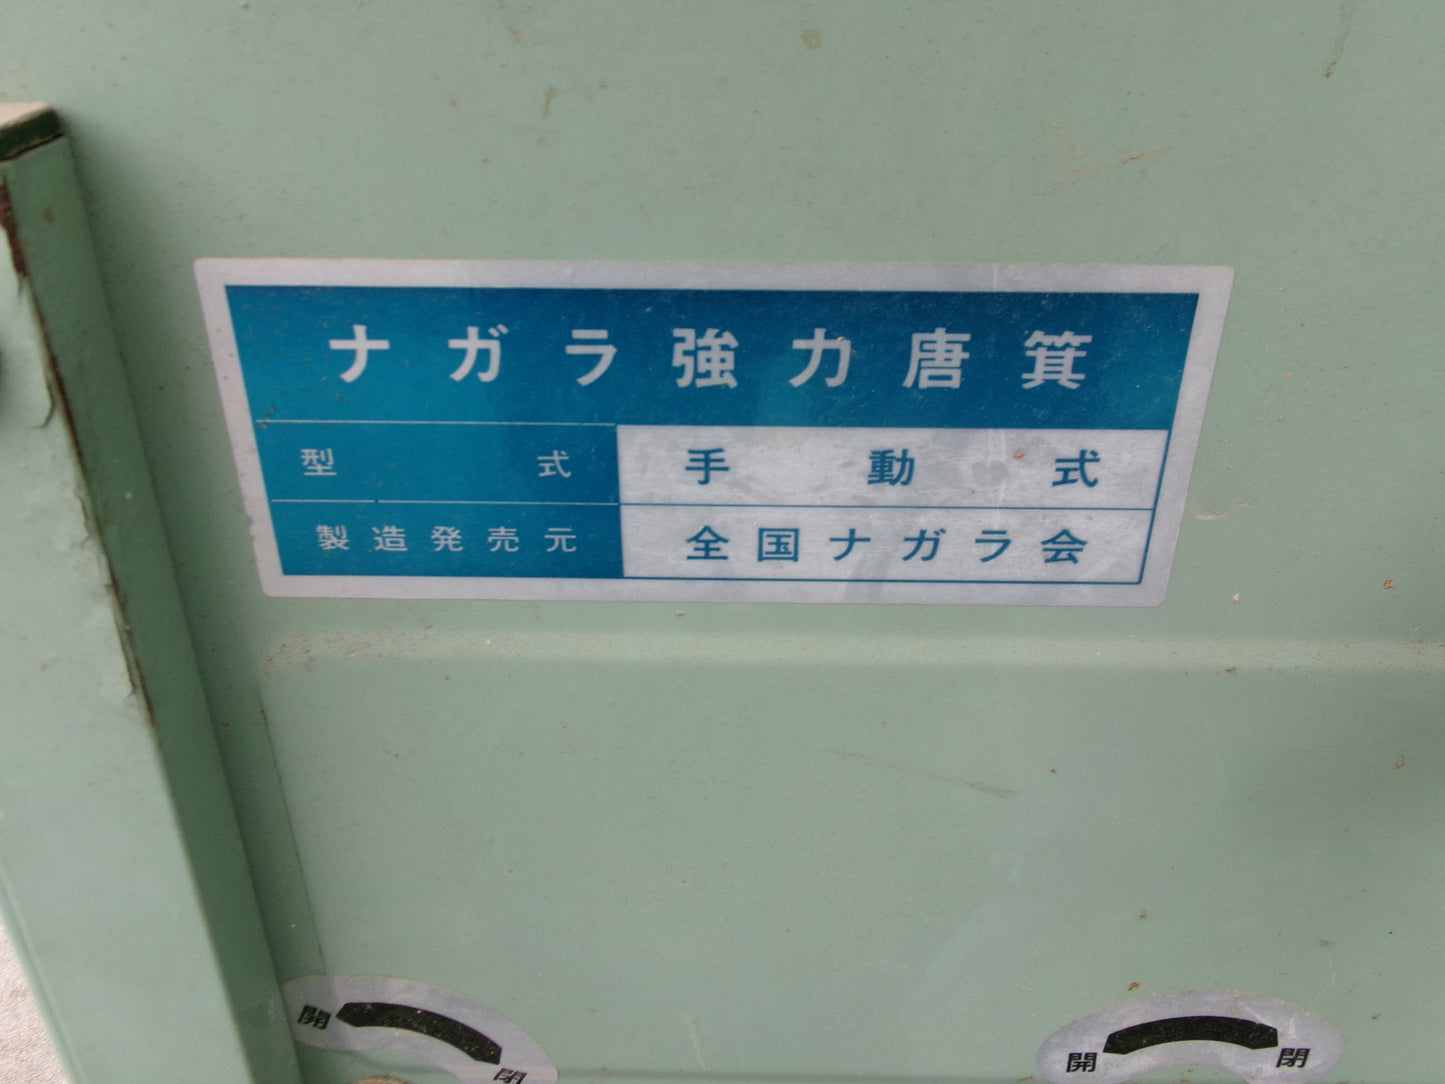 ナガラ強力唐箕
型式 手動式
製造発売元 全国ナガラ会
開 閉
開 閉